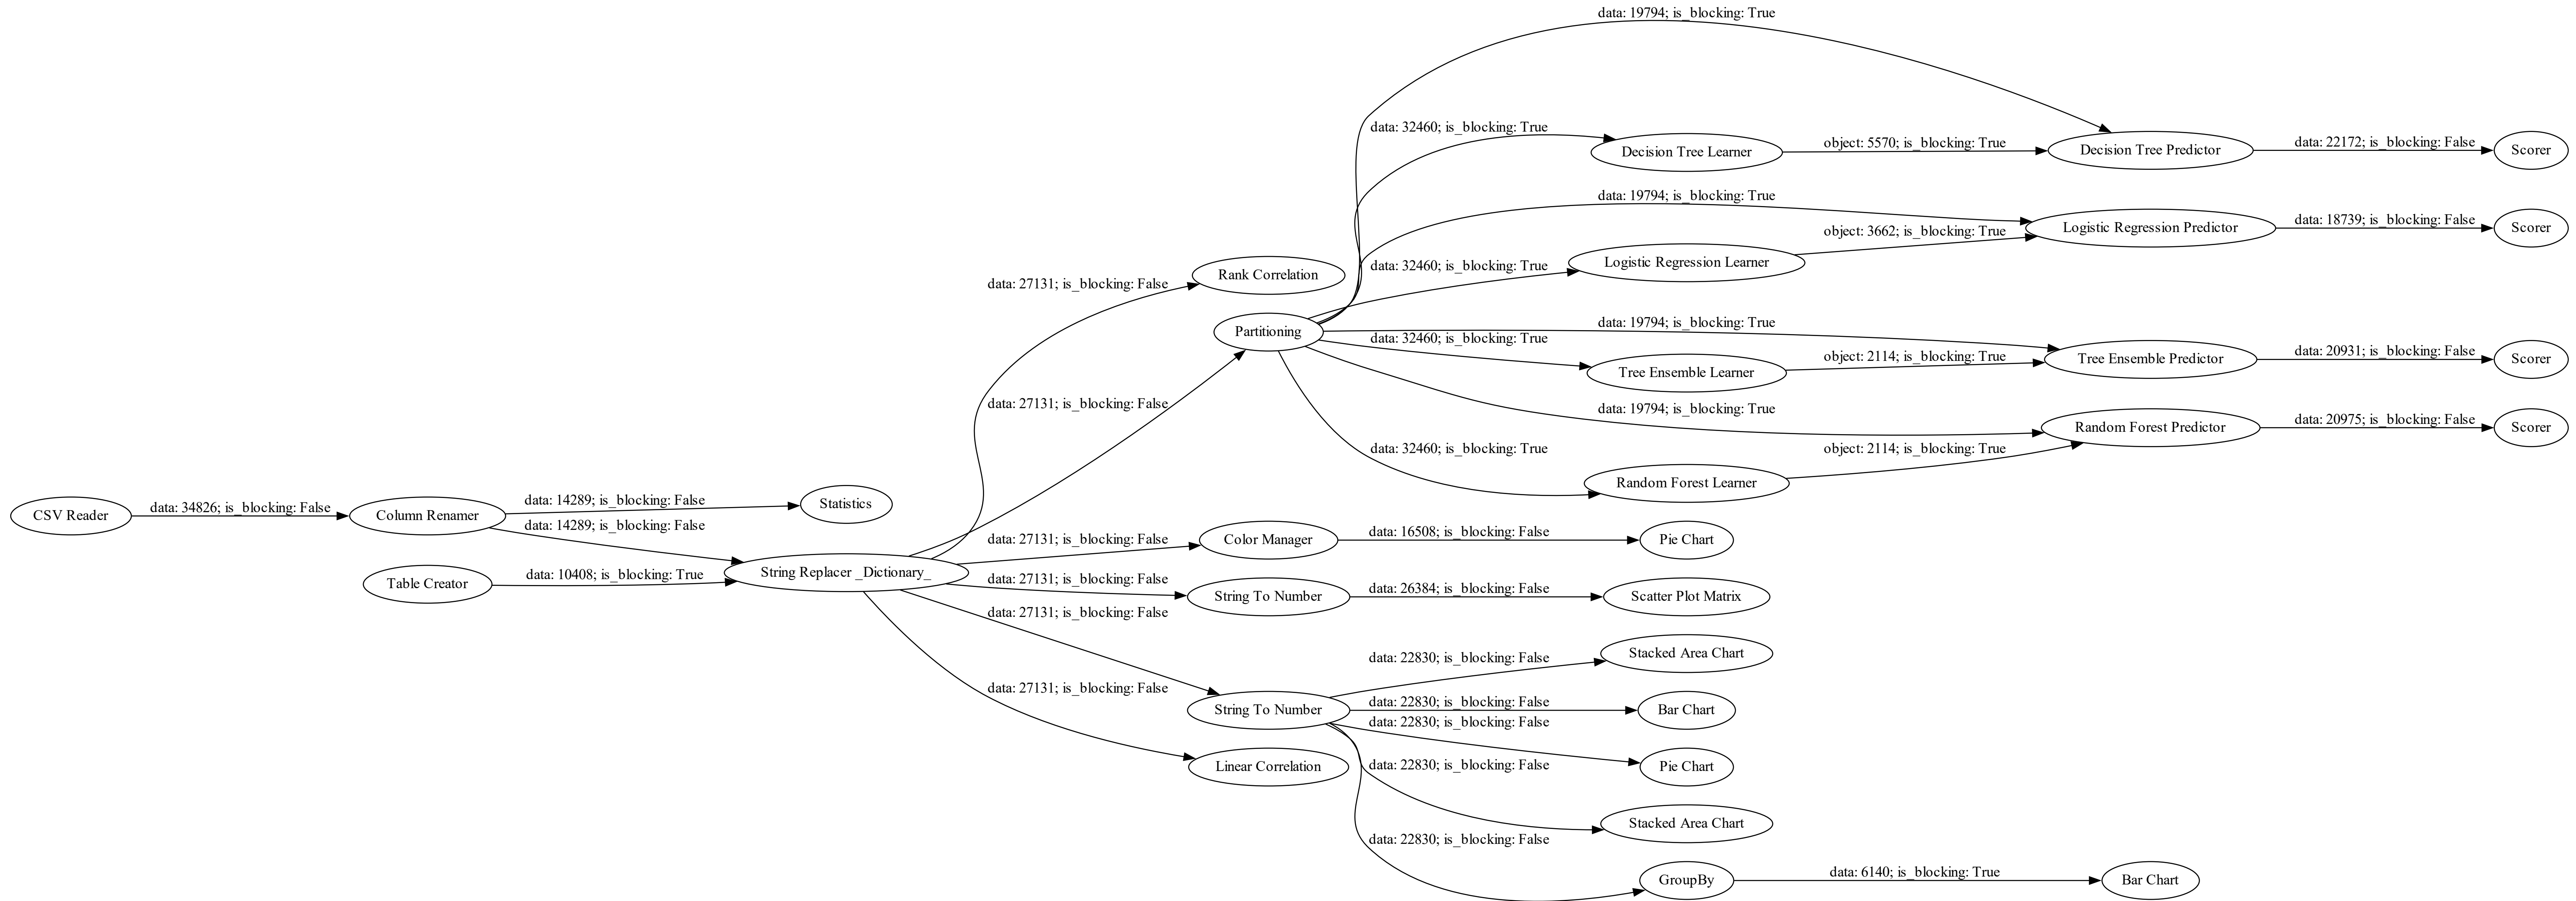 data: 19794; is_blocking: True
data: 32460; is_blocking: True
Decision Tree Learner
object: 5570; is_blocking: True
Decision Tree Predictor
data: 22172; is_blocking: False
Scorer
data: 19794; is_blocking: True
Logistic Regression Predictor
data: 18739; is_blocking: False
Scorer
object: 3662; is_blocking: True
data: 32460; is_blocking: True
Logistic Regression Learner
Rank Correlation
data: 27131; is_blocking: False
Partitioning
data: 19794; is_blocking: True
data: 32460; is_blocking: True
Tree Ensemble Learner
object: 2114; is_blocking: True
Tree Ensemble Predictor
data: 20931; is_blocking: False
Scorer
data: 27131; is_blocking: False
data: 19794; is_blocking: True
Random Forest Predictor
data: 20975; is_blocking: False
Scorer
data: 32460; is_blocking: True
object: 2114; is_blocking: True
Random Forest Learner
CSV Reader
data: 34826; is_blocking: False
Column Renamer
data: 14289; is_blocking: False
Statistics
data: 14289; is_blocking: False
data: 27131; is_blocking: False
Color Manager
data: 16508; is_blocking: False
Pie Chart
Table Creator
data: 10408; is_blocking: True
String Replacer _Dictionary_
data: 27131; is_blocking: False
String To Number
data: 26384; is_blocking: False
Scatter Plot Matrix
data: 27131; is_blocking: False
data: 22830; is_blocking: False
Stacked Area Chart
data: 27131; is_blocking: False
String To Number
data: 22830; is_blocking: False
Bar Chart
data: 22830; is_blocking: False
Linear Correlation
Pie Chart
data: 22830; is_blocking: False
Stacked Area Chart
data: 22830; is_blocking: False
GroupBy
data: 6140; is_blocking: True
Bar Chart